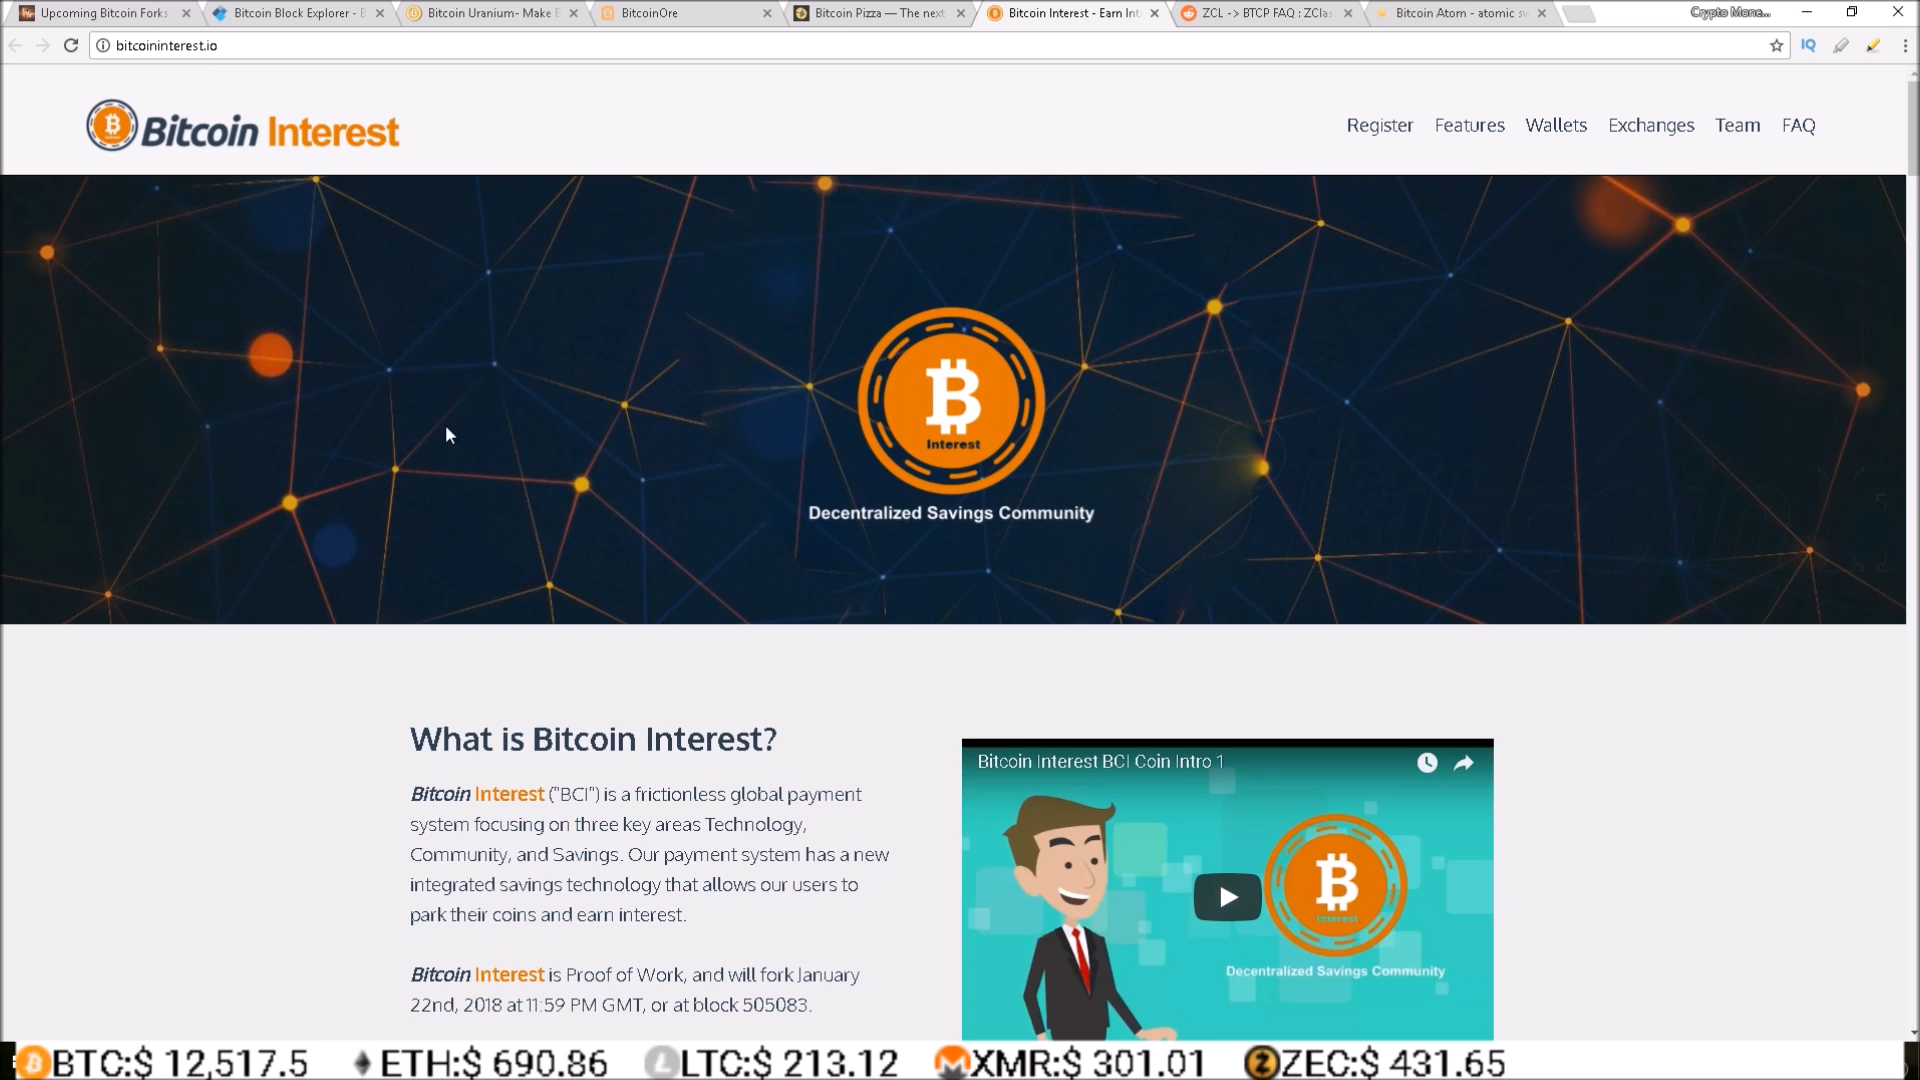 Upcoming Bitcoin Forks
Bitcoin Block Explorer - B
Bitcoin Uranium- Make B
BitcoinOre
Bitcoin Pizza — The next
Bitcoin Interest - Earn Int
ZCL -> BTCP FAQ : ZClas
Bitcoin Atom - atomic sw
Crypto Mone...
bitcoininterest.io
IQ
Bitcoin Interest
Register
Features
Wallets
Exchanges
Team
FAQ
Interest
Decentralized Savings Community
What is Bitcoin Interest?
Bitcoin Interest ("BCI") is a frictionless global payment
system focusing on three key areas Technology,
Community, and Savings. Our payment system has a new
integrated savings technology that allows our users to
park their coins and earn interest.
Bitcoin Interest is Proof of Work, and will fork January
22nd, 2018 at 11:59 PM GMT, or at block 505083.
Bitcoin Interest BCI Coin Intro 1
Interest
Decentralized Savings Community
BTC:$ 12,517.5 ETH:$ 690.86 LTC:$ 213.12 XMR:$ 301.01 ZEC:$ 431.65